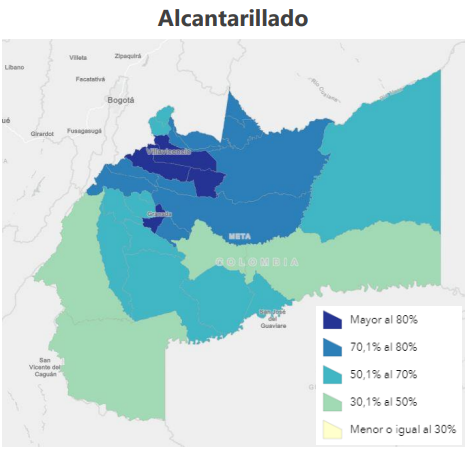 Alcantarillado
Líbano
Villeta
Zipaquirá
Facatativá
Bogotá
Río Guaviare
Girardot
Fusagasugá
Villavicencio
Granada
META
COLOMBIA
San José
del
Guaviare
San
Vicente del
Caguán
Mayor al 80%
70,1% al 80%
50,1% al 70%
30,1% al 50%
Menor o igual al 30%